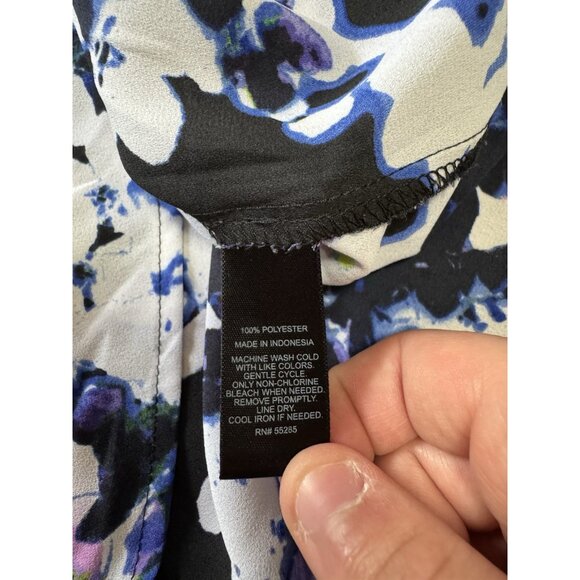 100% POLYESTER
MADE IN INDONESIA
MACHINE WASH COLD
WITH LIKE COLORS.
GENTLE CYCLE.
ONLY NON-CHLORINE
BLEACH WHEN NEEDED.
REMOVE PROMPTLY.
LINE DRY.
COOL IRON IF NEEDED.
RN# 55285